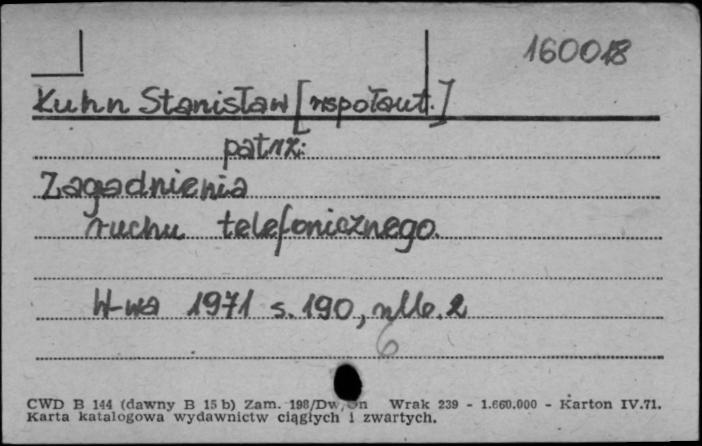 160018
Kuhn Stanisław [współaut.]
patrz:
Zagadnienia
ruchu telefonicznego.
W-wa 1971 s. 190, nlb. 2
6
CWD B 144 (dawny B 15 b) Zam. 198/Dw/On Wrak 239 - 1.660.000 - Karton IV.71.
Karta katalogowa wydawnictw ciągłych i zwartych.